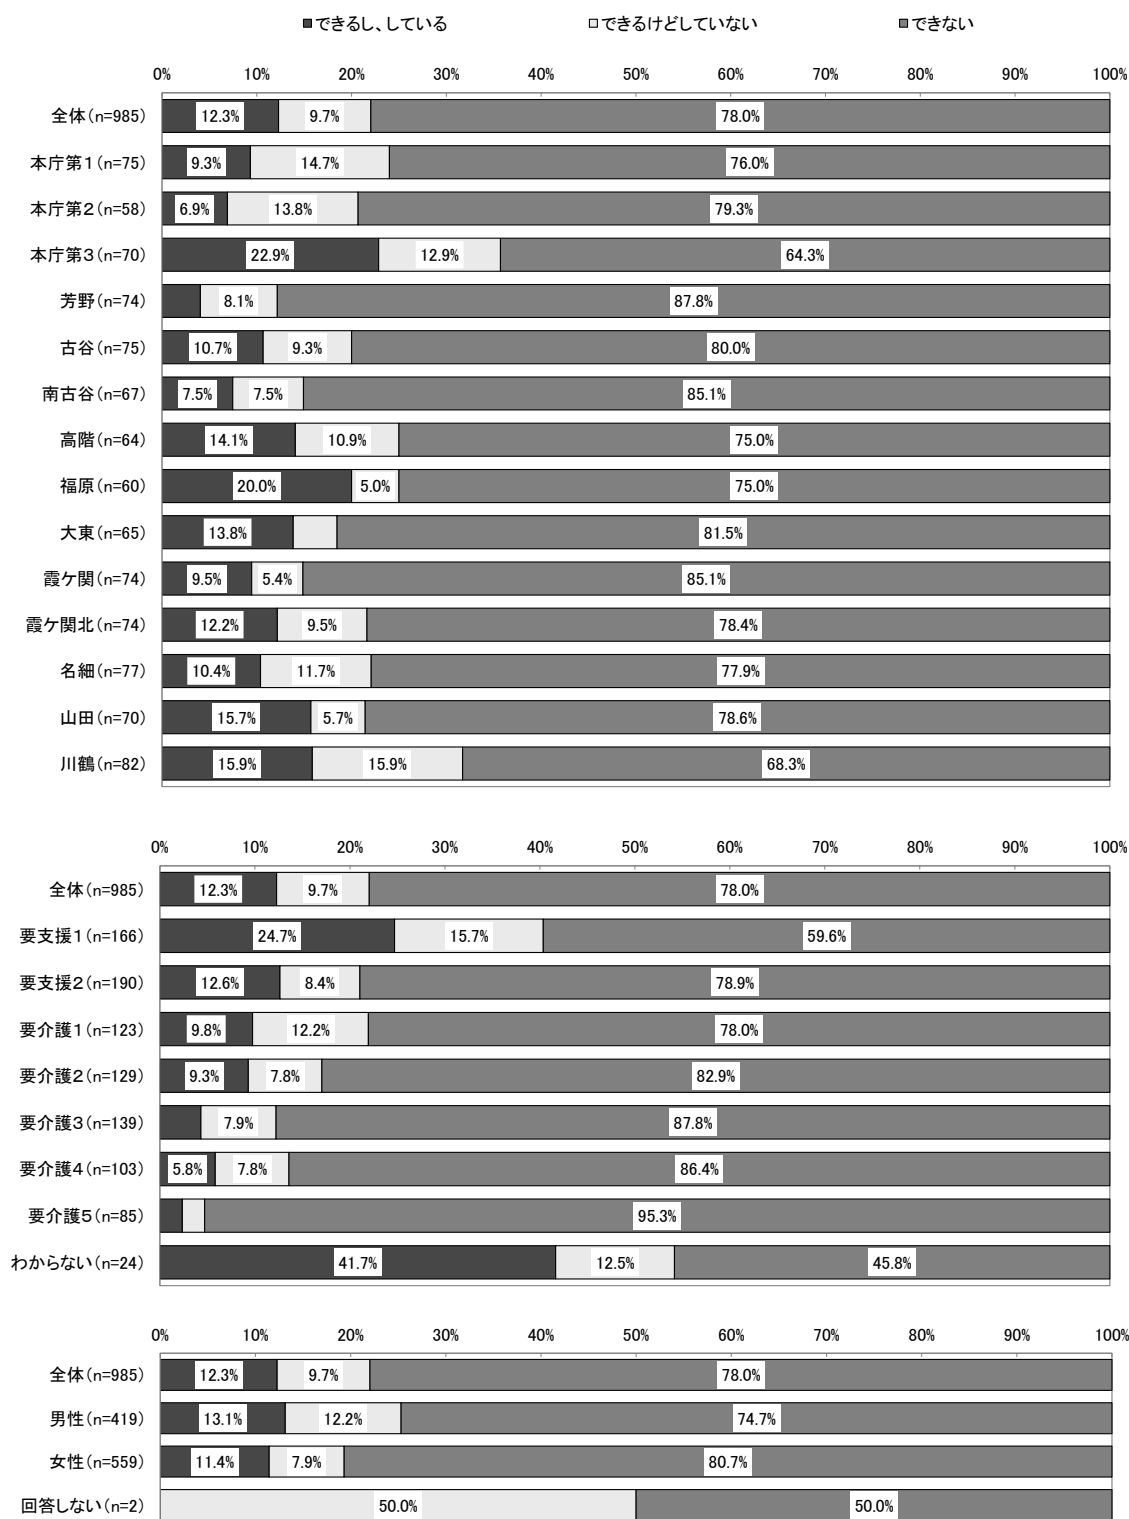 ■できるし、している □できるけどしていない ■できない
0% 10% 20% 30% 40% 50% 60% 70% 80% 90% 100%
全体(n=985) 12.3% 9.7% 78.0%
本庁第1(n=75) 9.3% 14.7% 76.0%
本庁第2(n=58) 6.9% 13.8% 79.3%
本庁第3(n=70) 22.9% 12.9% 64.3%
芳野(n=74) 8.1% 87.8%
古谷(n=75) 10.7% 9.3% 80.0%
南古谷(n=67) 7.5% 7.5% 85.1%
高階(n=64) 14.1% 10.9% 75.0%
福原(n=60) 20.0% 5.0% 75.0%
大東(n=65) 13.8% 81.5%
霞ケ関(n=74) 9.5% 5.4% 85.1%
霞ケ関北(n=74) 12.2% 9.5% 78.4%
名細(n=77) 10.4% 11.7% 77.9%
山田(n=70) 15.7% 5.7% 78.6%
川鶴(n=82) 15.9% 15.9% 68.3%
0% 10% 20% 30% 40% 50% 60% 70% 80% 90% 100%
全体(n=985) 12.3% 9.7% 78.0%
要支援1(n=166) 24.7% 15.7% 59.6%
要支援2(n=190) 12.6% 8.4% 78.9%
要介護1(n=123) 9.8% 12.2% 78.0%
要介護2(n=129) 9.3% 7.8% 82.9%
要介護3(n=139) 7.9% 87.8%
要介護4(n=103) 5.8% 7.8% 86.4%
要介護5(n=85) 95.3%
わからない(n=24) 41.7% 12.5% 45.8%
0% 10% 20% 30% 40% 50% 60% 70% 80% 90% 100%
全体(n=985) 12.3% 9.7% 78.0%
男性(n=419) 13.1% 12.2% 74.7%
女性(n=559) 11.4% 7.9% 80.7%
回答しない(n=2) 50.0% 50.0%